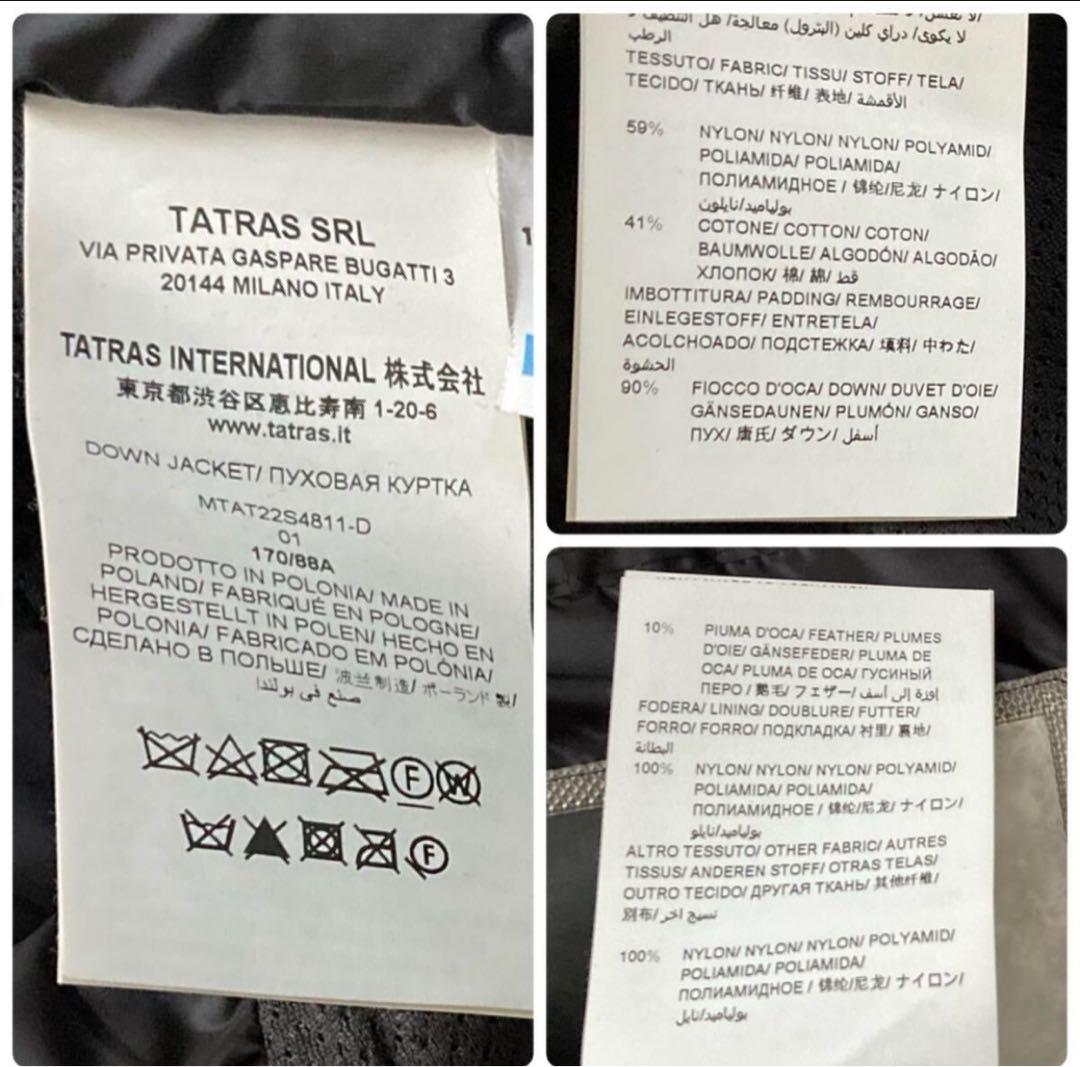 TATRAS SRL
VIA PRIVATA GASPARE BUGATTI 3
20144 MILANO ITALY
TATRAS INTERNATIONAL 株式会社
東京都渋谷区恵比寿南 1-20-6
www.tatras.it
DOWN JACKET/ ПУХОВАЯ КУРТКА
MTAT22S4811-D
01
170/88A
PRODOTTO IN POLONIA/ MADE IN
POLAND/ FABRIQUÉ EN POLOGNE/
HERGESTELLT IN POLEN/ HECHO EN
POLONIA/ FABRICADO EM POLÓNIA/
СДЕЛАНО В ПОЛЬШЕ/ 波兰制造/ ポーランド製/
صنع في بولندا
F W
F
لا يكوى/ دراي كلين (البترول) معالجة/ هل التنضيف
الرطب
TESSUTO/ FABRIC/ TISSU/ STOFF/ TELA/
TECIDO/ ТКАНЬ/ 纤维/ 表地/ الأقمشة
59% NYLON/ NYLON/ NYLON/ POLYAMID/
POLIAMIDA/ POLIAMIDA/
ПОЛИАМИДНОЕ / 锦纶/尼龙/ ナイロン/
بولياميد/نايلون
41% COTONE/ COTTON/ COTON/
BAUMWOLLE/ ALGODÓN/ ALGODÃO/
ХЛОПОК/ 棉/ 綿/ قط
IMBOTTITURA/ PADDING/ REMBOURRAGE/
EINLEGESTOFF/ ENTRETELA/
ACOLCHOADO/ ПОДСТЕЖКА/ 填料/ 中わた/
الحشوة
90% FIOCCO D'OCA/ DOWN/ DUVET D'OIE/
GÄNSEDAUNEN/ PLUMÓN/ GANSO/
ПУХ/ 唐氏/ ダウン/ أسفل
10% PIUMA D'OCA/ FEATHER/ PLUMES
D'OIE/ GÄNSEFEDER/ PLUMA DE
OCA/ PLUMA DE OCA/ ГУСИНЫЙ
ПЕРО / 鹅毛/ フェザー/ اوزة إلى أسف
FODERA/ LINING/ DOUBLURE/ FUTTER/
FORRO/ FORRO/ ПОДКЛАДКА/ 衬里/ 裏地/
البطانة
100% NYLON/ NYLON/ NYLON/ POLYAMID/
POLIAMIDA/ POLIAMIDA/
ПОЛИАМИДНОЕ / 锦纶/尼龙/ ナイロン/
بولياميد/نايلو
ALTRO TESSUTO/ OTHER FABRIC/ AUTRES
TISSUS/ ANDEREN STOFF/ OTRAS TELAS/
OUTRO TECIDO/ ДРУГАЯ ТКАНЬ/ 其他纤维/
別布/ نسيج اخر
100% NYLON/ NYLON/ NYLON/ POLYAMID/
POLIAMIDA/ POLIAMIDA/
ПОЛИАМИДНОЕ / 锦纶/尼龙/ ナイロン/
بولياميد/نايل